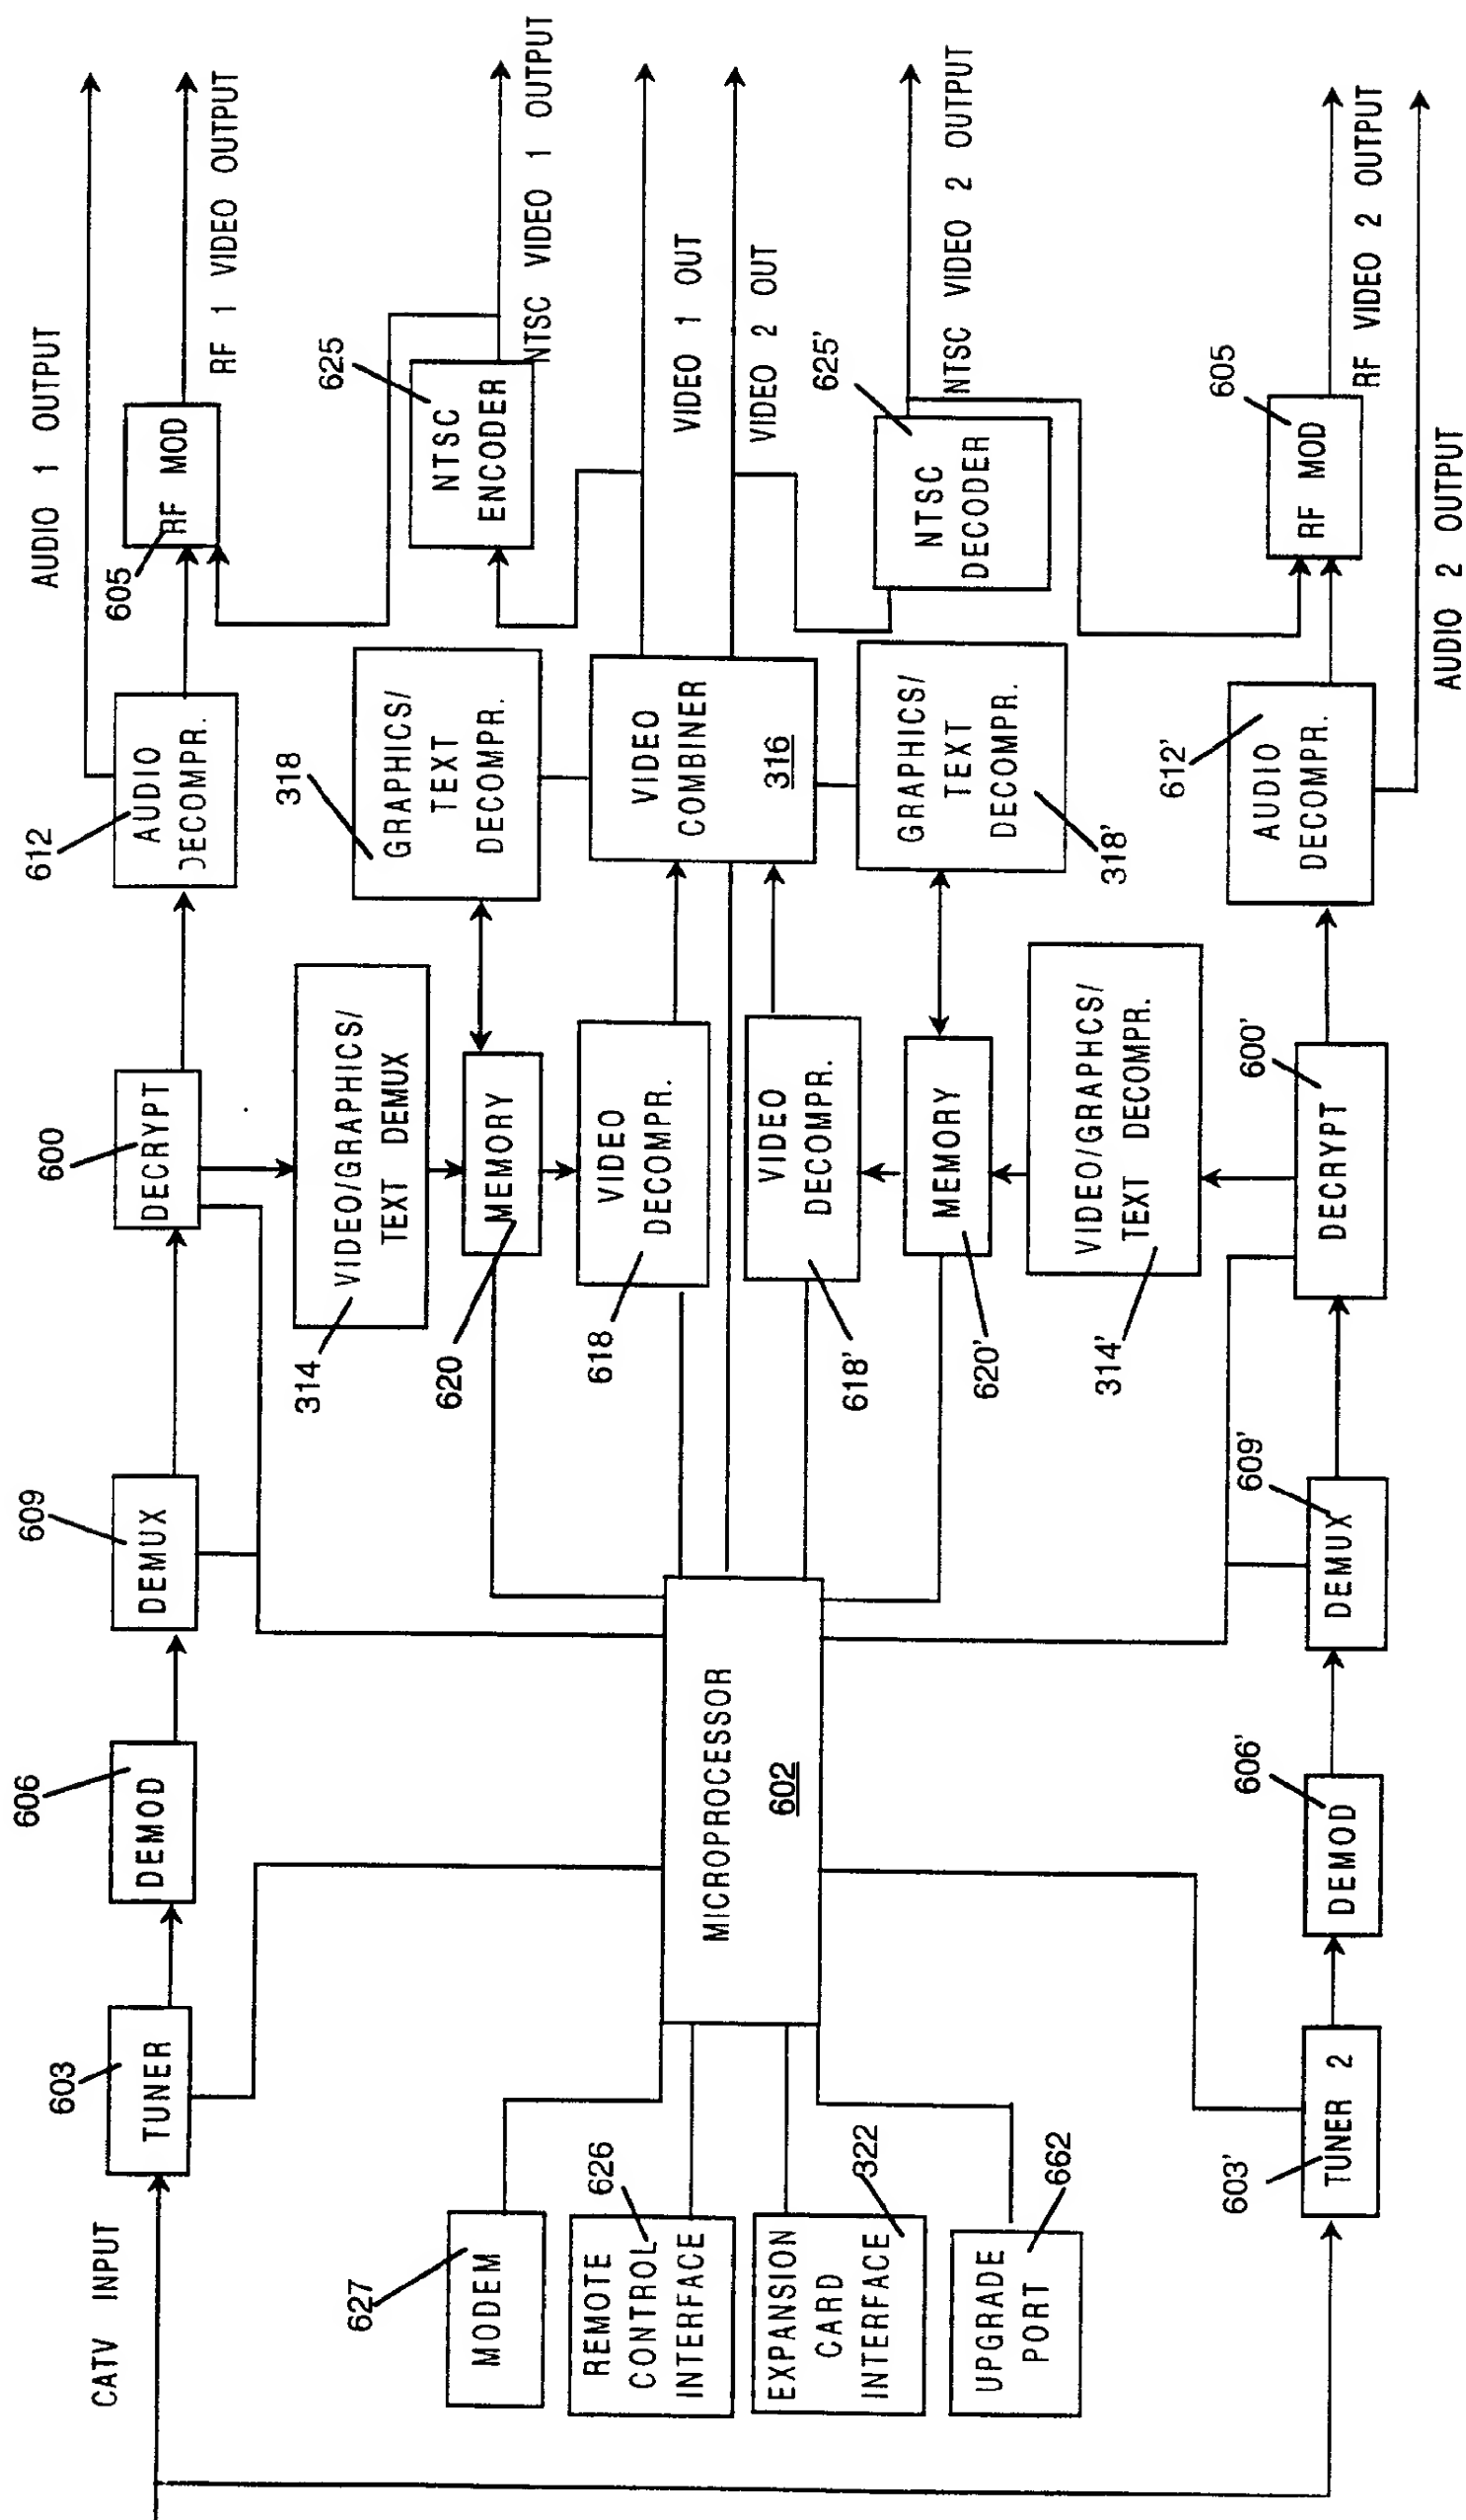 CATV INPUT
603
TUNER
606
DEMOD
609
DEMUX
600
DECRYPT
612
AUDIO
DECOMPR.
605
RF MOD
AUDIO 1 OUTPUT
RF 1 VIDEO OUTPUT
314
VIDEO/GRAPHICS/
TEXT DEMUX
318
GRAPHICS/
TEXT
DECOMPR.
625
NTSC
ENCODER
NTSC VIDEO 1 OUTPUT
627
MODEM
620
MEMORY
626
REMOTE
CONTROL
INTERFACE
618
VIDEO
DECOMPR.
MICROPROCESSOR
602
VIDEO
COMBINER
316
VIDEO 1 OUT
VIDEO 2 OUT
322
EXPANSION
CARD
INTERFACE
618'
VIDEO
DECOMPR.
625'
NTSC
DECODER
NTSC VIDEO 2 OUTPUT
662
UPGRADE
PORT
620'
MEMORY
318'
GRAPHICS/
TEXT
DECOMPR.
314'
VIDEO/GRAPHCS/
TEXT DECOMPR.
603'
TUNER 2
606'
DEMOD
609'
DEMUX
600'
DECRYPT
612'
AUDIO
DECOMPR.
605
RF MOD
RF VIDEO 2 OUTPUT
AUDIO 2 OUTPUT